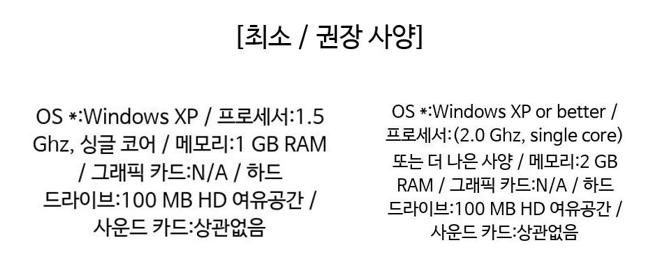 [최소 / 권장 사양]
OS *:Windows XP / 프로세서:1.5
Ghz, 싱글 코어 / 메모리:1 GB RAM
/ 그래픽 카드:N/A / 하드
드라이브:100 MB HD 여유공간 /
사운드 카드:상관없음
OS *:Windows XP or better /
프로세서:(2.0 Ghz, single core)
또는 더 나은 사양 / 메모리:2 GB
RAM / 그래픽 카드:N/A / 하드
드라이브:100 MB HD 여유공간 /
사운드 카드:상관없음